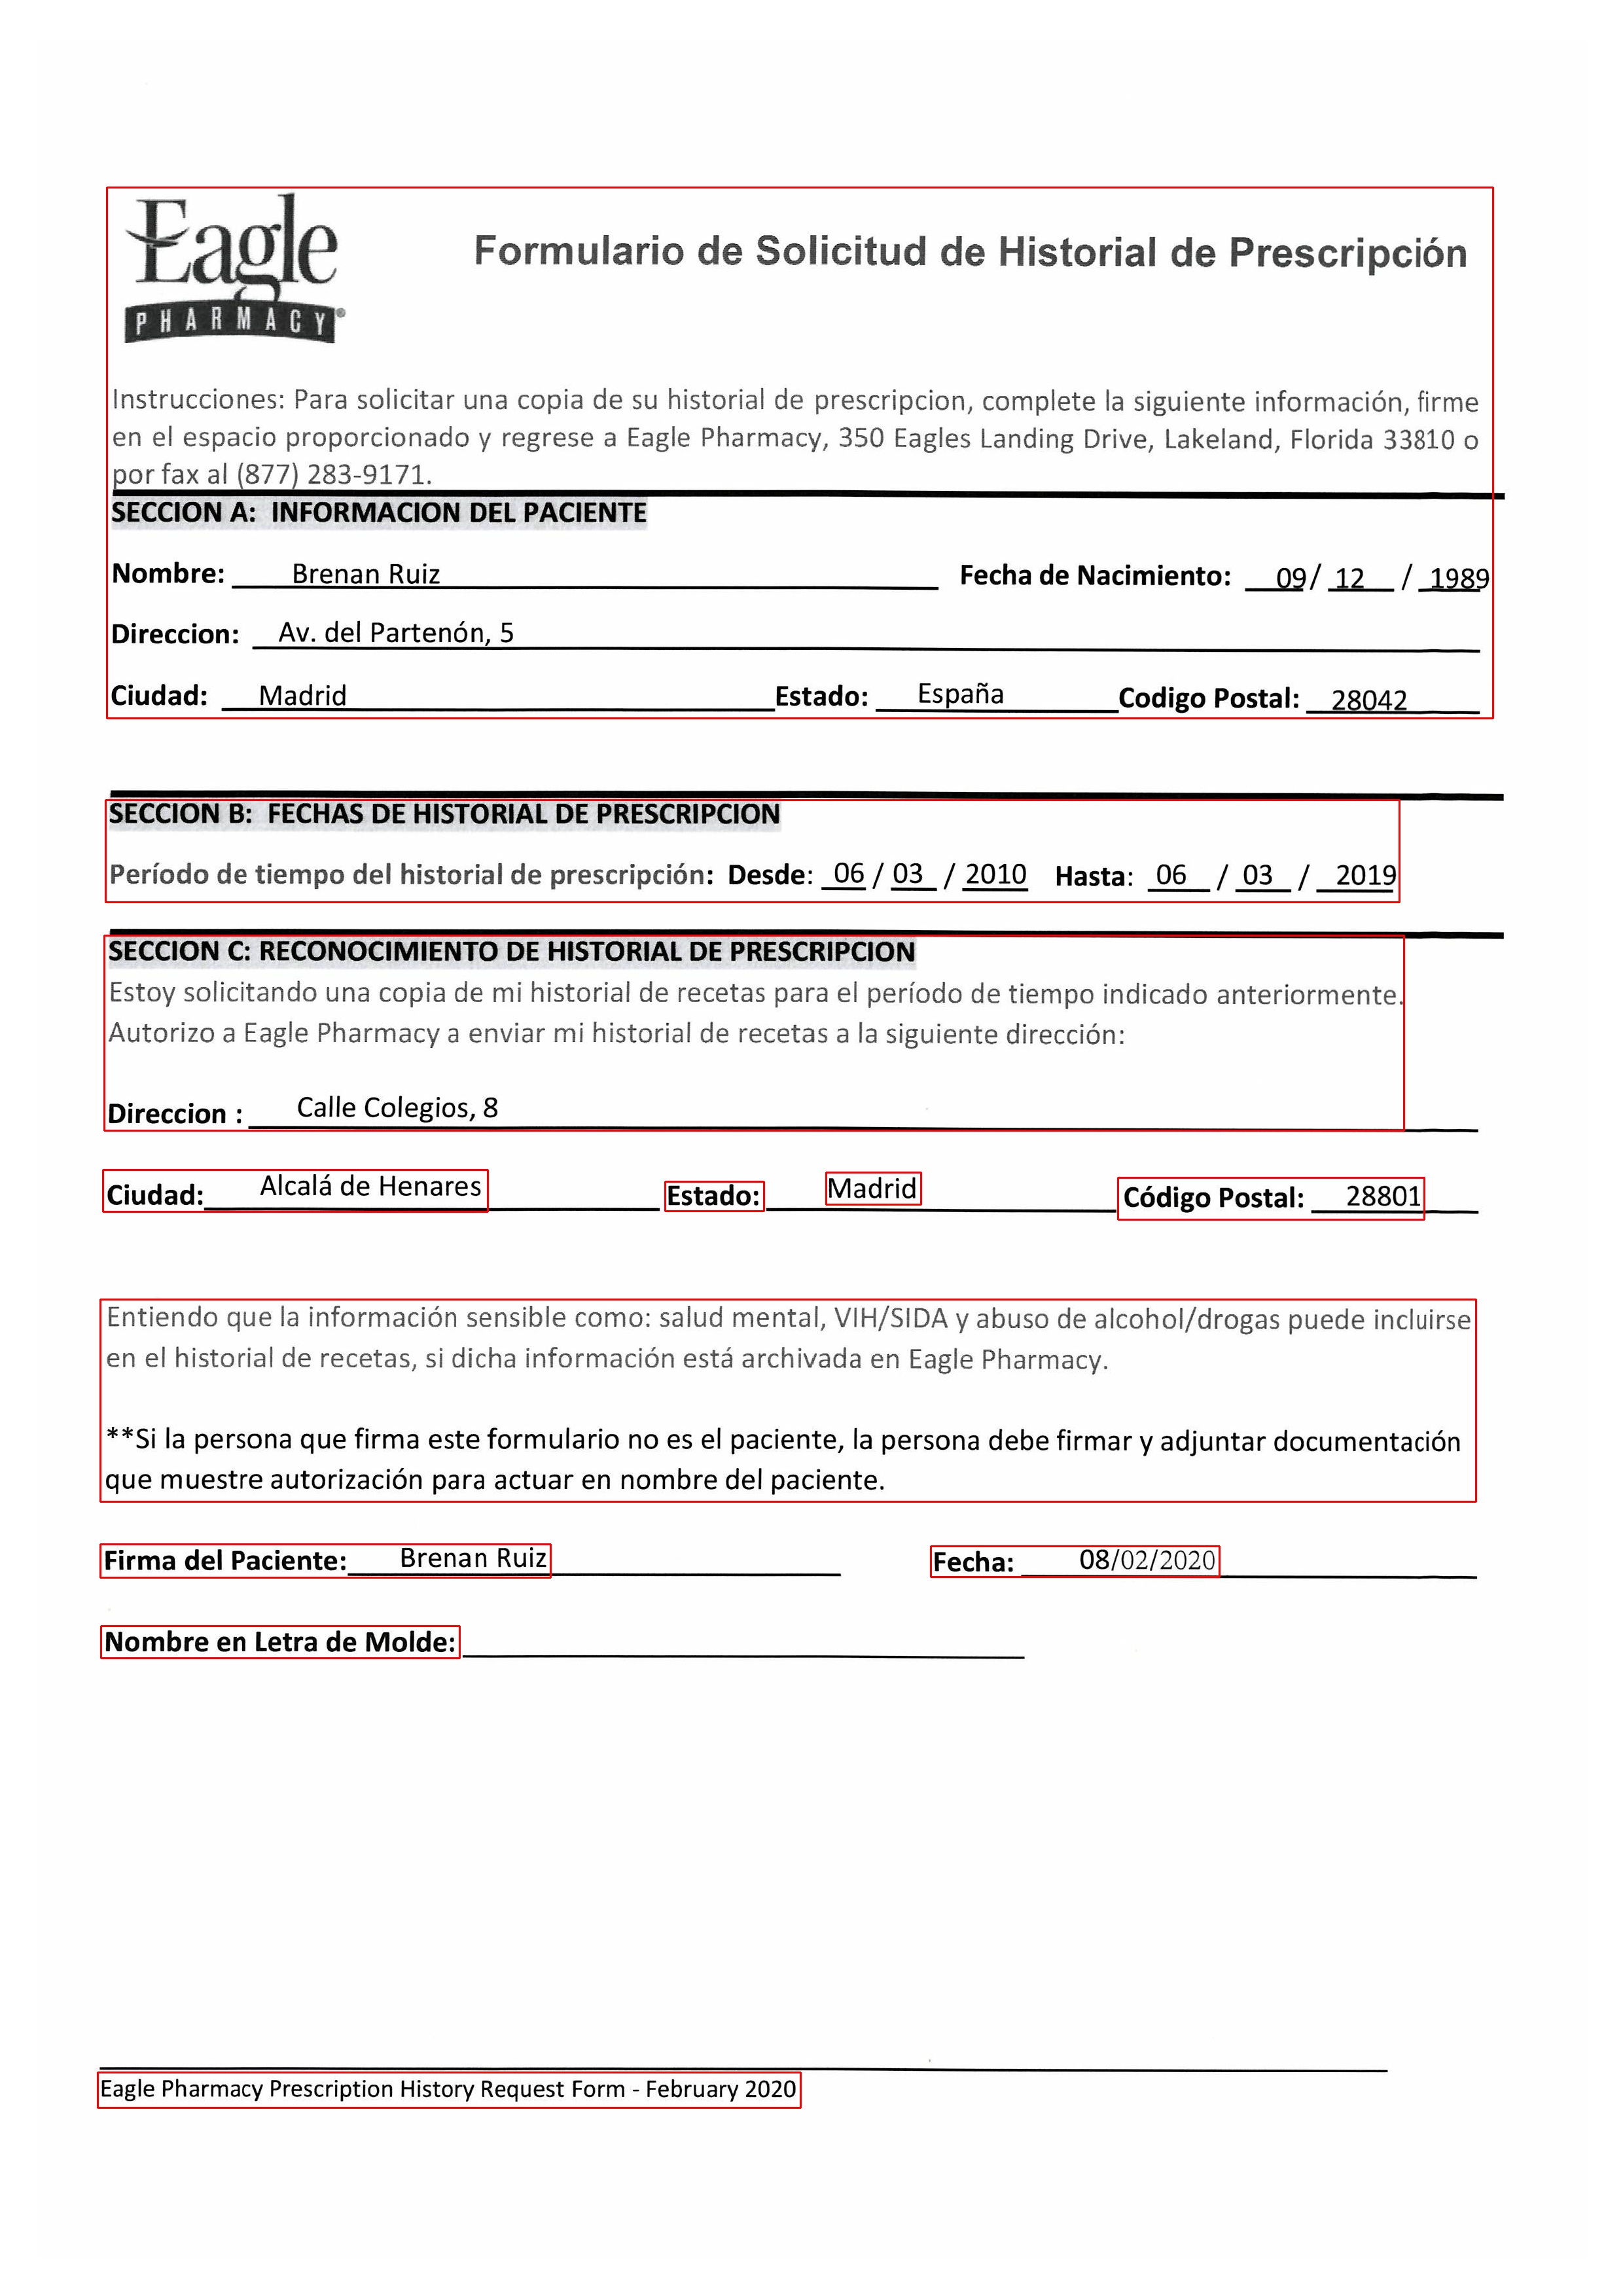 Eagle
PHARMACY®
Formulario de Solicitud de Historial de Prescripción
Instrucciones: Para solicitar una copia de su historial de prescripcion, complete la siguiente información, firme
en el espacio proporcionado y regrese a Eagle Pharmacy, 350 Eagles Landing Drive, Lakeland, Florida 33810 o
por fax al (877) 283-9171.
SECCION A: INFORMACION DEL PACIENTE
Nombre: Brenan Ruiz Fecha de Nacimiento: 09/ 12 / 1989
Direccion: Av. del Partenón, 5
Ciudad: Madrid Estado: España Codigo Postal: 28042
SECCION B: FECHAS DE HISTORIAL DE PRESCRIPCION
Período de tiempo del historial de prescripción: Desde: 06 / 03 / 2010 Hasta: 06 / 03 / 2019
SECCION C: RECONOCIMIENTO DE HISTORIAL DE PRESCRIPCION
Estoy solicitando una copia de mi historial de recetas para el período de tiempo indicado anteriormente.
Autorizo a Eagle Pharmacy a enviar mi historial de recetas a la siguiente dirección:
Direccion : Calle Colegios, 8
Ciudad: Alcalá de Henares Estado: Madrid Código Postal: 28801
Entiendo que la información sensible como: salud mental, VIH/SIDA y abuso de alcohol/drogas puede incluirse
en el historial de recetas, si dicha información está archivada en Eagle Pharmacy.
**Si la persona que firma este formulario no es el paciente, la persona debe firmar y adjuntar documentación
que muestre autorización para actuar en nombre del paciente.
Firma del Paciente: Brenan Ruiz Fecha: 08/02/2020
Nombre en Letra de Molde:
Eagle Pharmacy Prescription History Request Form - February 2020